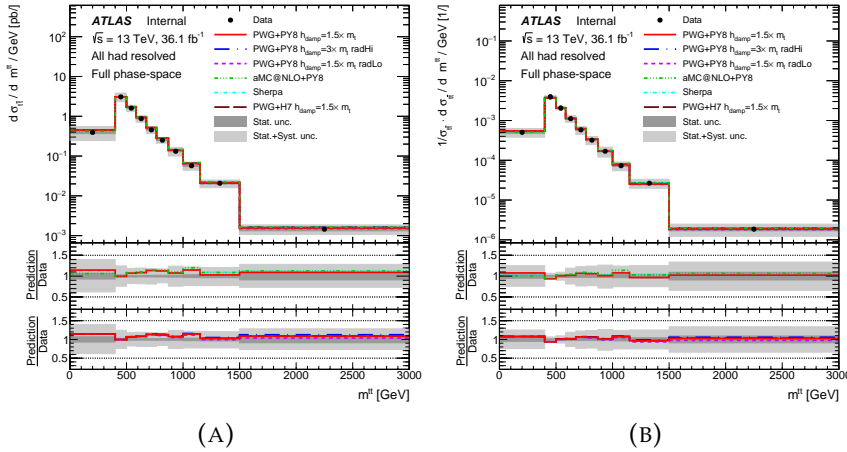 ATLAS Internal
√s = 13 TeV, 36.1 fb⁻¹
All had resolved
Full phase-space
Data
PWG+PY8 h_damp=1.5× m_t
PWG+PY8 h_damp=3× m_t radHi
PWG+PY8 h_damp=1.5× m_t radLo
aMC@NLO+PY8
Sherpa
PWG+H7 h_damp=1.5× m_t
Stat. unc.
Stat.+Syst. unc.
d σ_tt̄ / d m^tt̄ / GeV [pb/]
10²
10
1
10⁻¹
10⁻²
10⁻³
Prediction
Data
1.5
1
0.5
Prediction
Data
1.5
1
0.5
0 500 1000 1500 2000 2500 3000
m^tt̄ [GeV]
(A)
ATLAS Internal
√s = 13 TeV, 36.1 fb⁻¹
All had resolved
Full phase-space
Data
PWG+PY8 h_damp=1.5× m_t
PWG+PY8 h_damp=3× m_t radHi
PWG+PY8 h_damp=1.5× m_t radLo
aMC@NLO+PY8
Sherpa
PWG+H7 h_damp=1.5× m_t
Stat. unc.
Stat.+Syst. unc.
1/σ_tt̄ · d σ_tt̄ / d m^tt̄ / GeV [1/]
10⁻¹
10⁻²
10⁻³
10⁻⁴
10⁻⁵
10⁻⁶
Prediction
Data
1.5
1
0.5
Prediction
Data
1.5
1
0.5
0 500 1000 1500 2000 2500 3000
m^tt̄ [GeV]
(B)